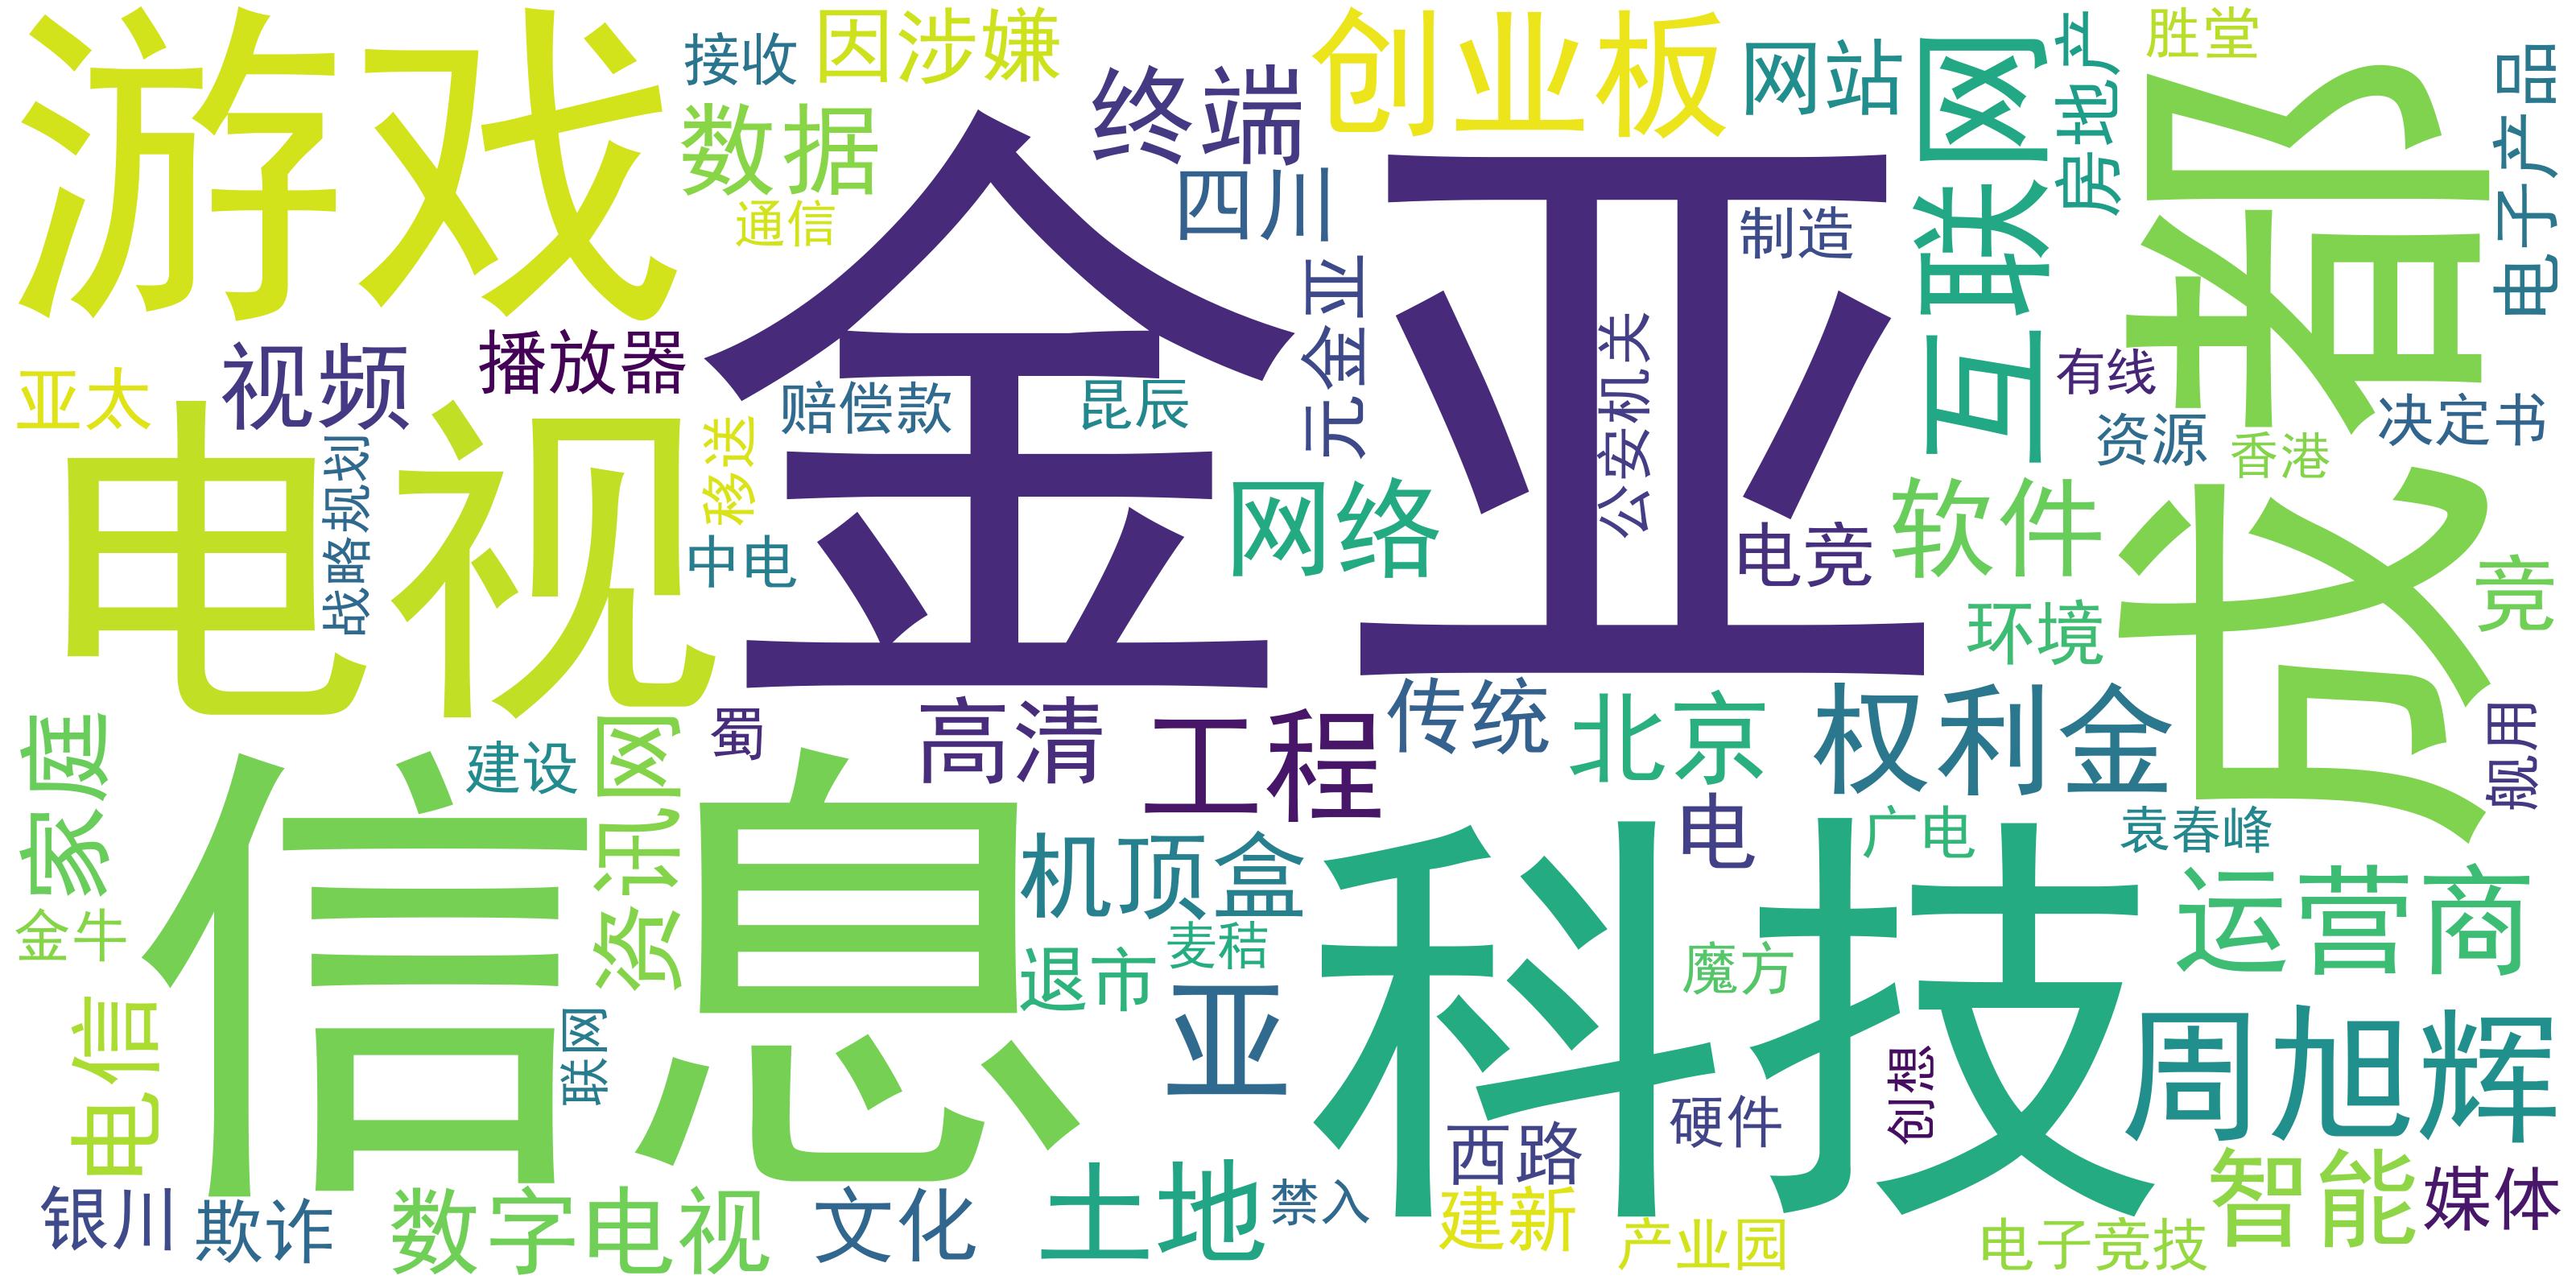 游戏
接收
因涉嫌
数据
通信
终端
四川
创业板
网站
互联网
房地产
胜堂
成都
电子产品
金亚
制造
元金亚
公安机关
视频
播放器
亚太
赔偿款
昆辰
有线
资源
香港
决定书
电视
战略规划
移送
中电
网络
电竞
软件
环境
竞
舰用
家庭
建设
资讯网
蜀
高清
工程
传统
北京
权利金
电
广电
袁春峰
信息
机顶盒
科技
运营商
金牛
退市
麦秸
魔方
亚
电信
联网
周旭辉
创想
硬件
西路
银川
欺诈
数字电视
文化
土地
禁入
建新
产业园
电子竞技
智能
媒体